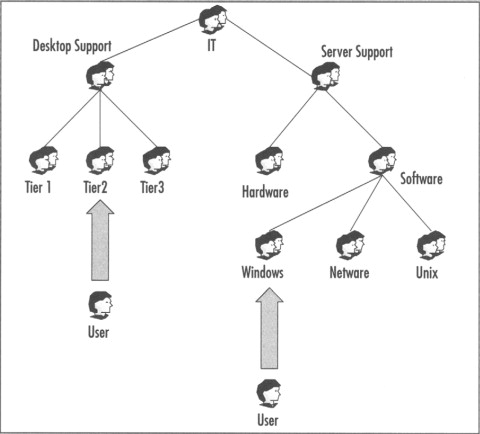 IT
Desktop Support
Server Support
Tier 1
Tier2
Tier3
Hardware
Software
Windows
Netware
Unix
User
User